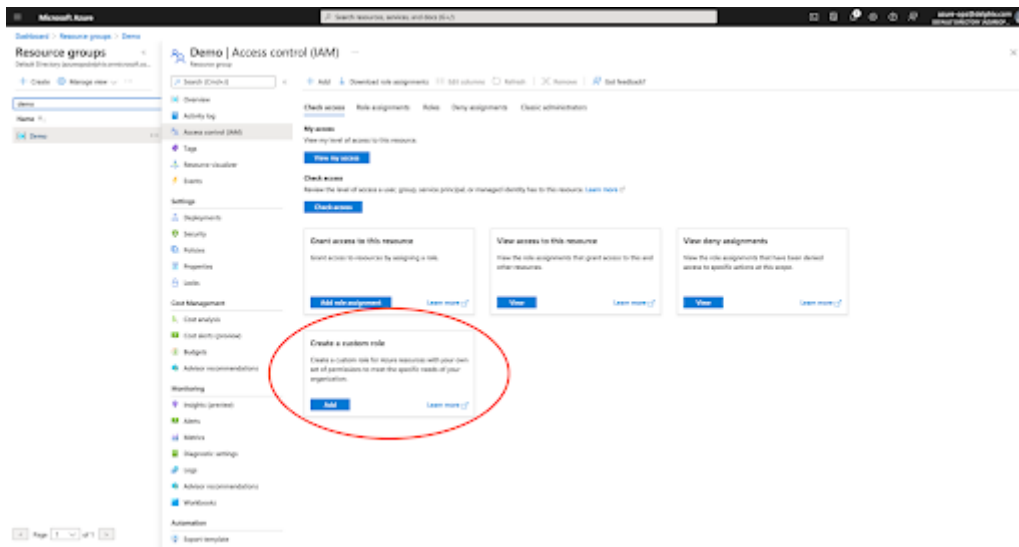 Microsoft Azure
Search resources, services, and docs (G+/)
Dashboard > Resource groups > Demo
Resource groups
Default Directory
+ Create
Manage view
demo
Name
Demo
Page 1 of 1
Demo | Access control (IAM)
Resource group
Search (Cmd+/)
Overview
Activity log
Access control (IAM)
Tags
Resource visualizer
Events
Settings
Deployments
Security
Policies
Properties
Locks
Cost Management
Cost analysis
Cost alerts (preview)
Budgets
Advisor recommendations
Monitoring
Insights (preview)
Alerts
Metrics
Diagnostic settings
Logs
Advisor recommendations
Workbooks
Automation
Export template
+ Add
Download role assignments
Edit columns
Refresh
Remove
Got feedback?
Check access
Role assignments
Roles
Deny assignments
Classic administrators
My access
View my level of access to this resource.
View my access
Check access
Review the level of access a user, group, service principal, or managed identity has to this resource. Learn more
Check access
Grant access to this resource
Grant access to resources by assigning a role.
Add role assignment
Learn more
View access to this resource
View the role assignments that grant access to this and
other resources.
View
Learn more
View deny assignments
View the role assignments that have been denied
access to specific actions at this scope.
View
Learn more
Create a custom role
Create a custom role for Azure resources with your own
set of permissions to meet the specific needs of your
organization.
Add
Learn more